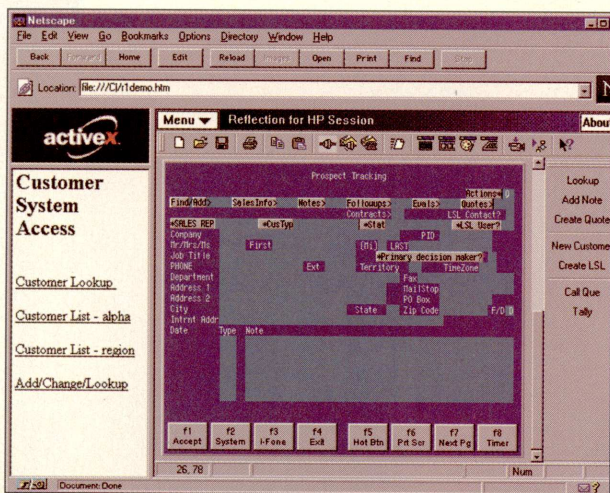 Netscape
File Edit View Go Bookmarks Options Directory Window Help
Back Forward Home Edit Reload Images Open Print Find Stop
Location: file:///C|/r1demo.htm
N
activex
Menu Reflection for HP Session About
Customer
System
Access
Customer Lookup
Customer List - alpha
Customer List - region
Add/Change/Lookup
Prospect Tracking
Actions*
Find/Add> SalesInfo> Notes> Followups> Evals> Quotes>
Contracts> LSL Contact?
*SALES REP *CusTyp *Stat *LSL User?
Company PID
Mr/Mrs/Ms First (Mi) LAST
Job Title *Primary decision maker?
PHONE Ext Territory TimeZone
Department Fax
Address 1 MailStop
Address 2 PO Box
City State Zip Code F/D D
Intrnt Addr
Date Type Note
f1 f2 f3 f4 f5 f6 f7 f8
Accept System I-Fone Exit Hot Btn Prt Scr Next Pg Timer
26, 78 Num
Lookup
Add Note
Create Quote
New Custome
Create LSL
Call Que
Tally
Document: Done